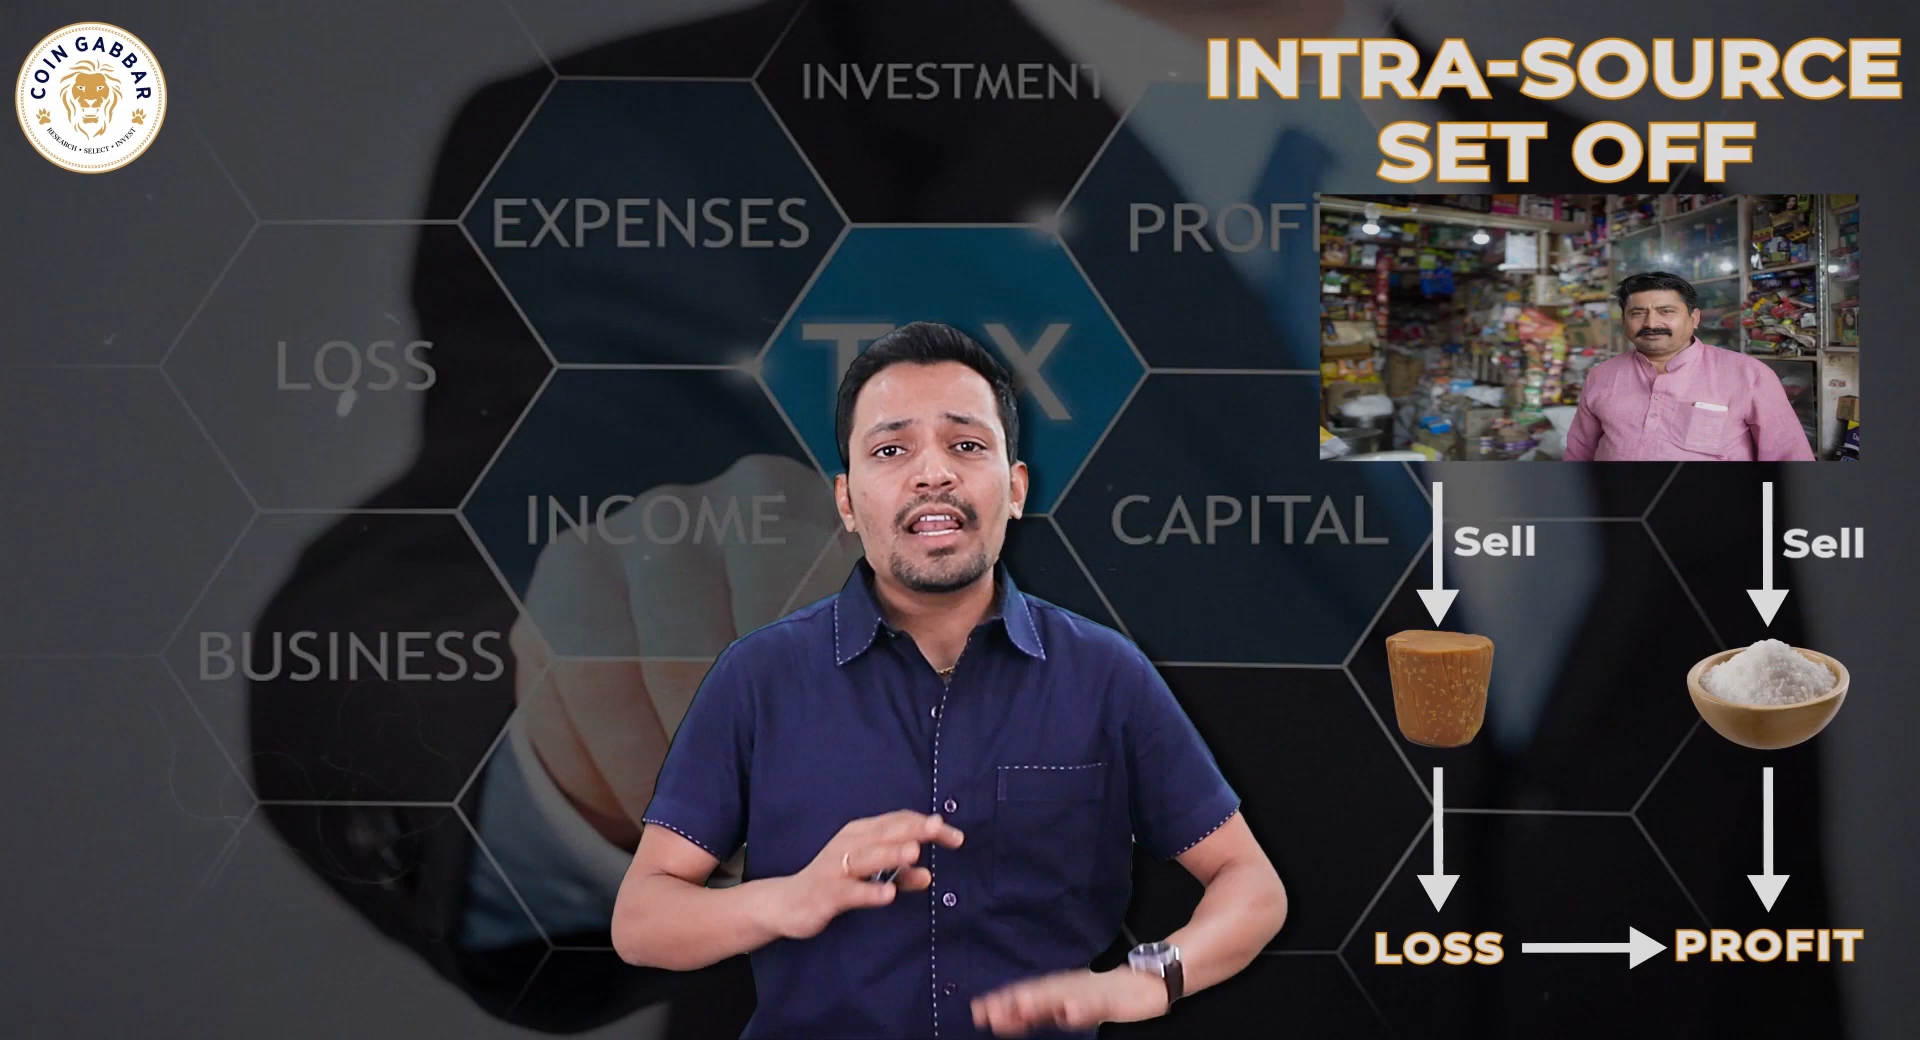 COIN GABBAR
RESEARCH • SELECT • INVEST
INTRA-SOURCE
SET OFF
INVESTMENT
EXPENSES
PROFI
LOSS
T X
INCOME
CAPITAL
BUSINESS
Sell
Sell
LOSS
PROFIT